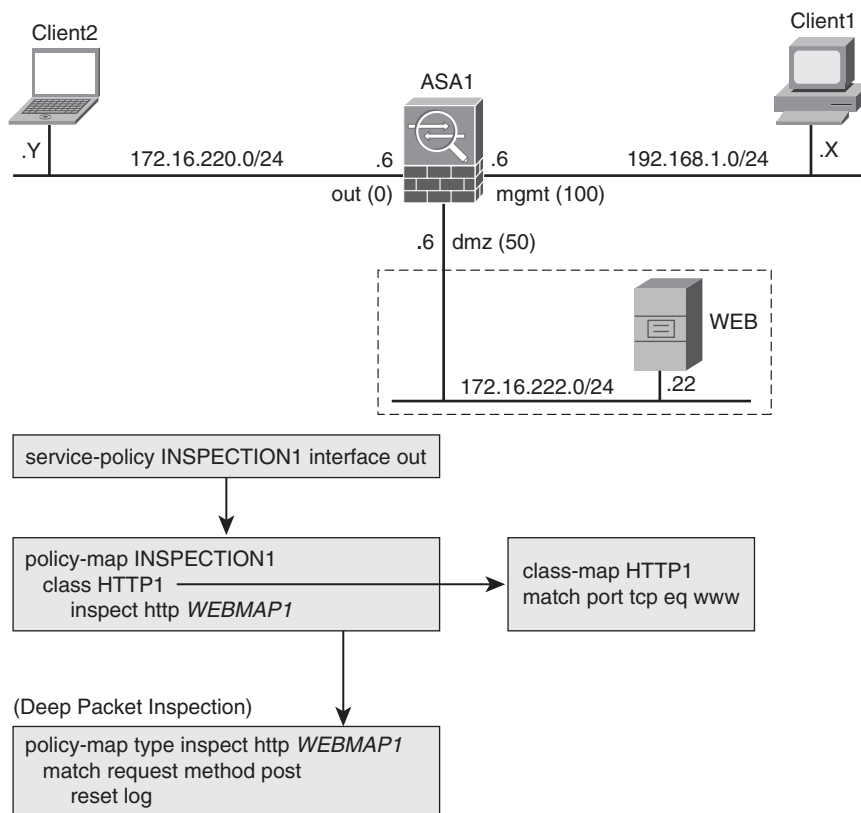 Client2
Client1
ASA1
.Y
172.16.220.0/24
.6
.6
192.168.1.0/24
.X
out (0)
mgmt (100)
.6
dmz (50)
WEB
172.16.222.0/24
.22
service-policy INSPECTION1 interface out
policy-map INSPECTION1
class HTTP1
inspect http WEBMAP1
class-map HTTP1
match port tcp eq www
(Deep Packet Inspection)
policy-map type inspect http WEBMAP1
match request method post
reset log